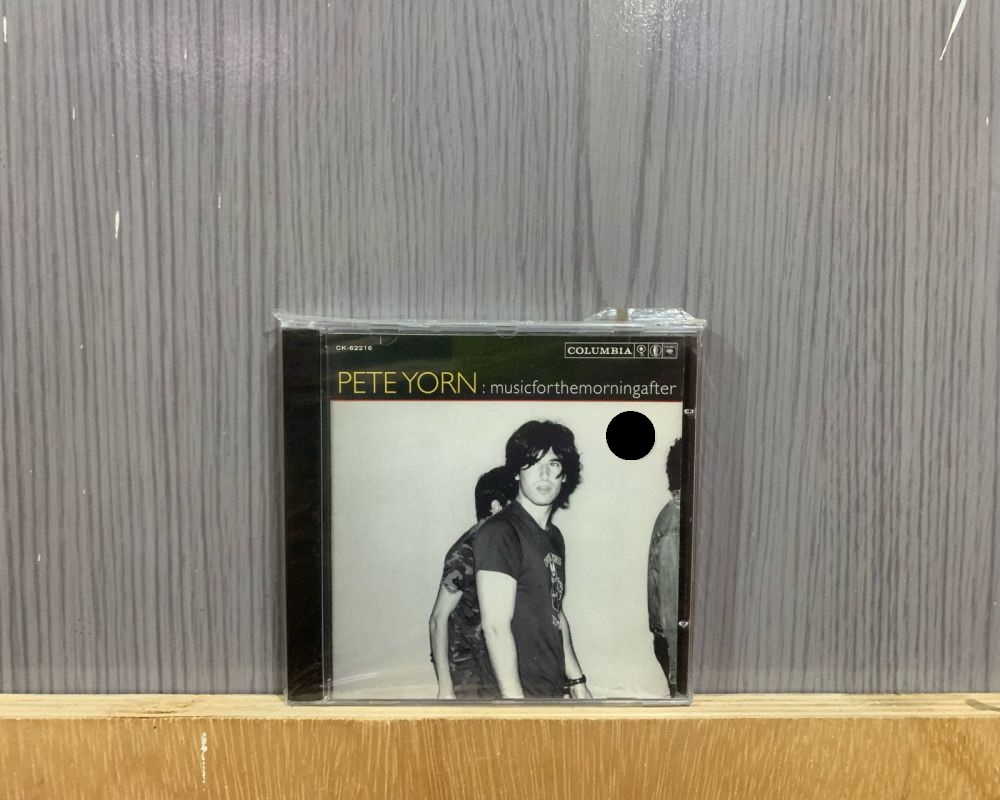 CK-62216
COLUMBIA
PETE YORN : musicforthemorningafter